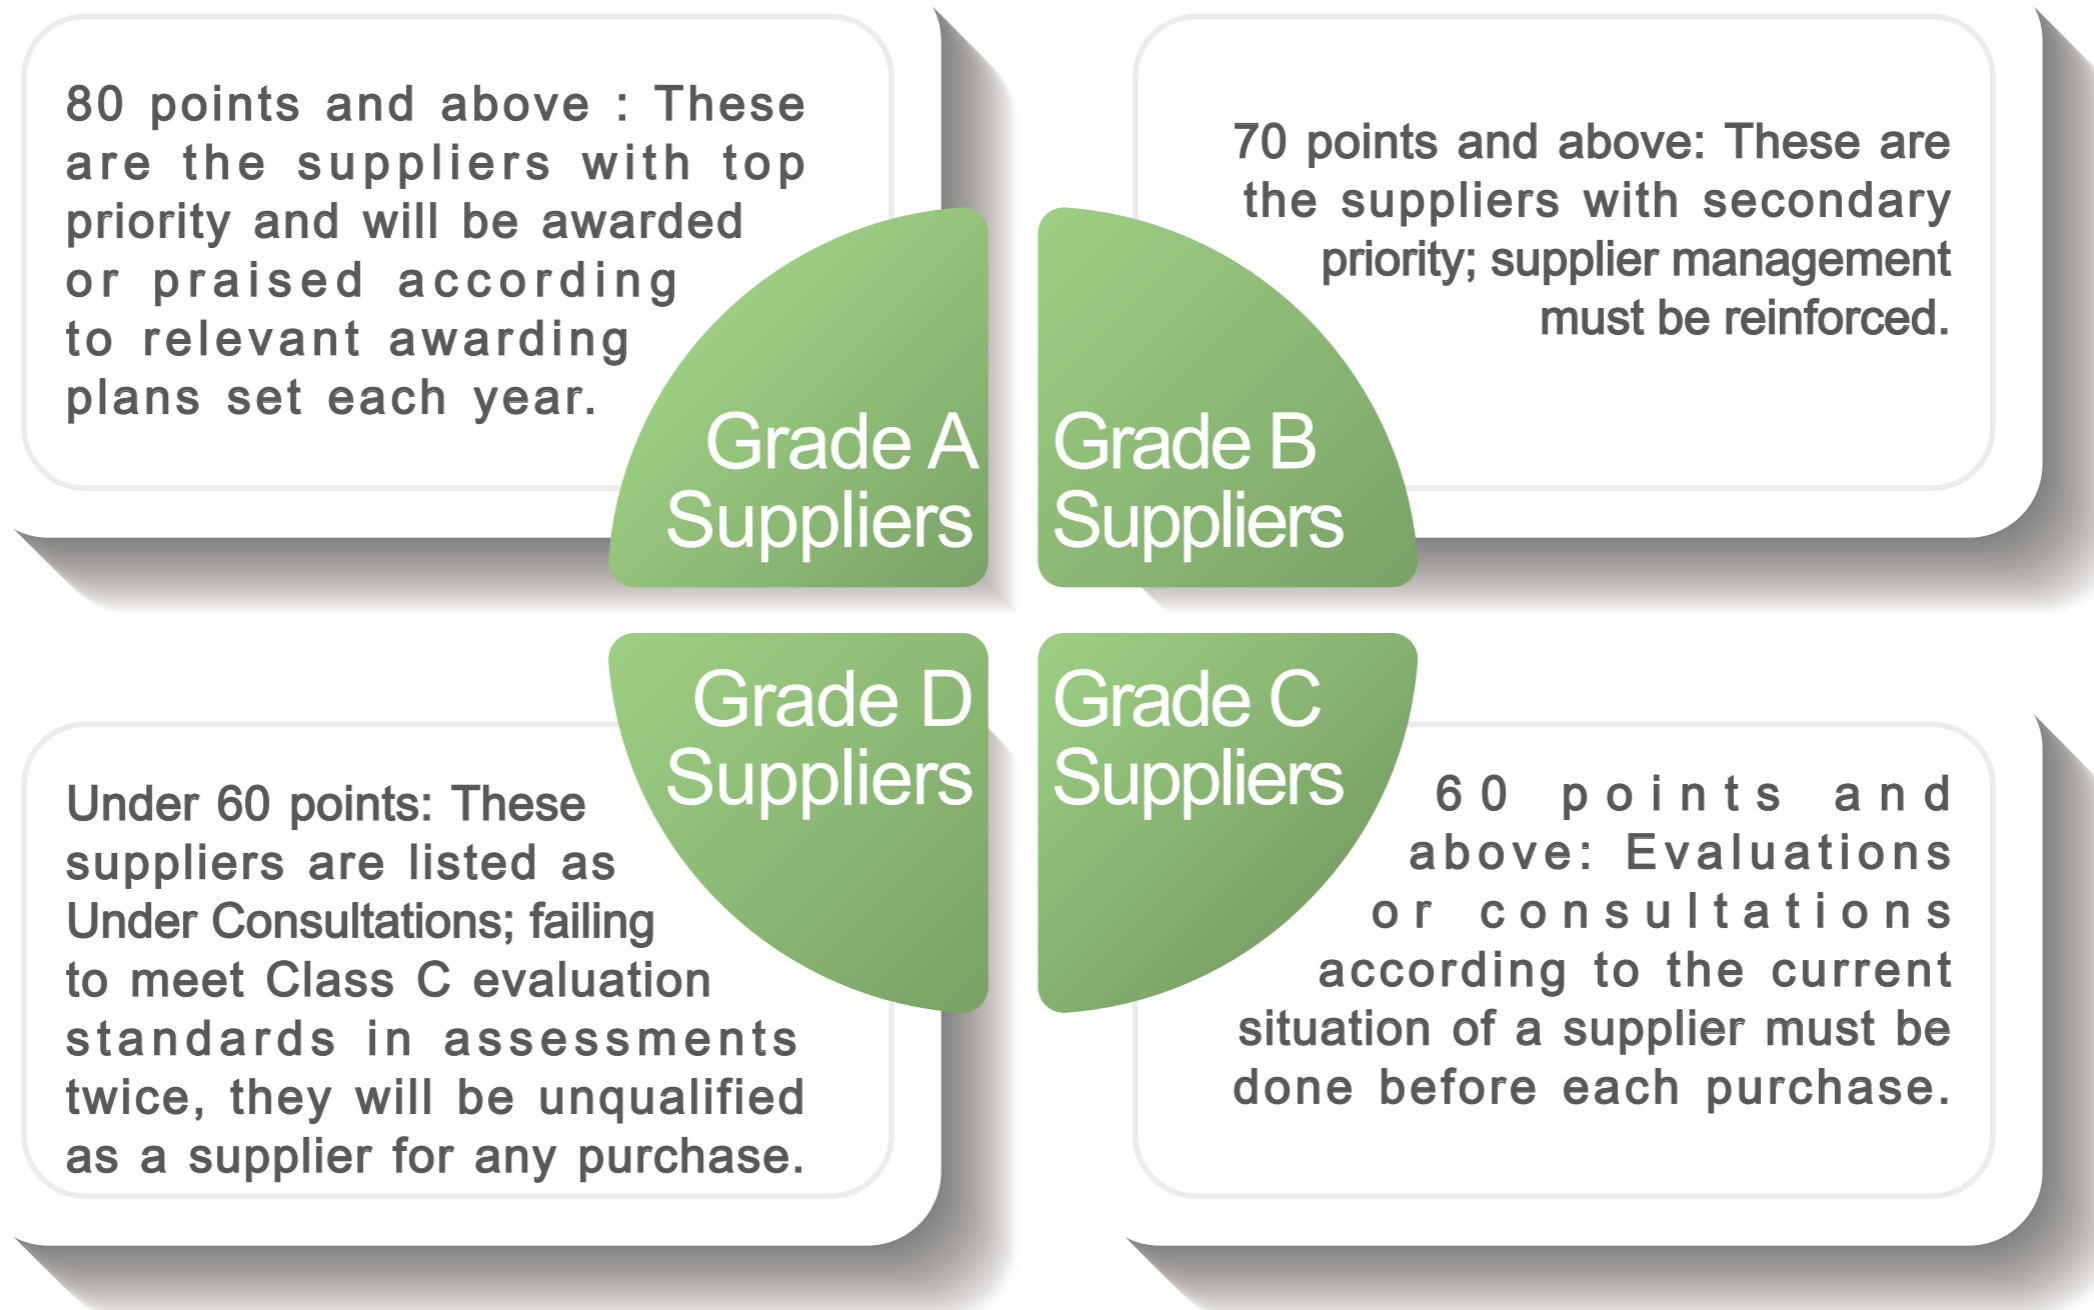 80 points and above : These
are the suppliers with top
priority and will be awarded
or praised according
to relevant awarding
plans set each year.
Grade A
Suppliers
70 points and above: These are
the suppliers with secondary
priority; supplier management
must be reinforced.
Grade B
Suppliers
Grade D
Suppliers
Under 60 points: These
suppliers are listed as
Under Consultations; failing
to meet Class C evaluation
standards in assessments
twice, they will be unqualified
as a supplier for any purchase.
Grade C
Suppliers
60 points and
above: Evaluations
or consultations
according to the current
situation of a supplier must be
done before each purchase.